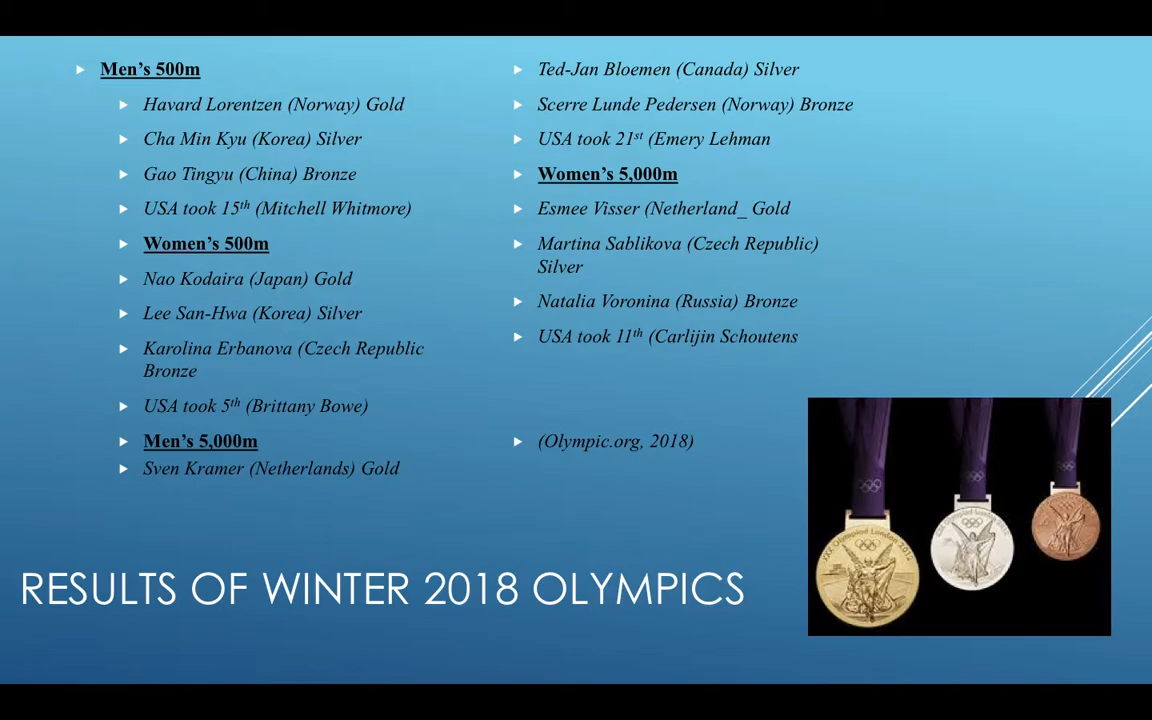 Men's 500m
Havard Lorentzen (Norway) Gold
Cha Min Kyu (Korea) Silver
Gao Tingyu (China) Bronze
USA took 15th (Mitchell Whitmore)
Women's 500m
Nao Kodaira (Japan) Gold
Lee San-Hwa (Korea) Silver
Karolina Erbanova (Czech Republic
Bronze
USA took 5th (Brittany Bowe)
Men's 5,000m
Sven Kramer (Netherlands) Gold
Ted-Jan Bloemen (Canada) Silver
Scerre Lunde Pedersen (Norway) Bronze
USA took 21st (Emery Lehman
Women's 5,000m
Esmee Visser (Netherland_ Gold
Martina Sablikova (Czech Republic)
Silver
Natalia Voronina (Russia) Bronze
USA took 11th (Carlijin Schoutens
(Olympic.org, 2018)
RESULTS OF WINTER 2018 OLYMPICS
XXX Olympiad London 2012